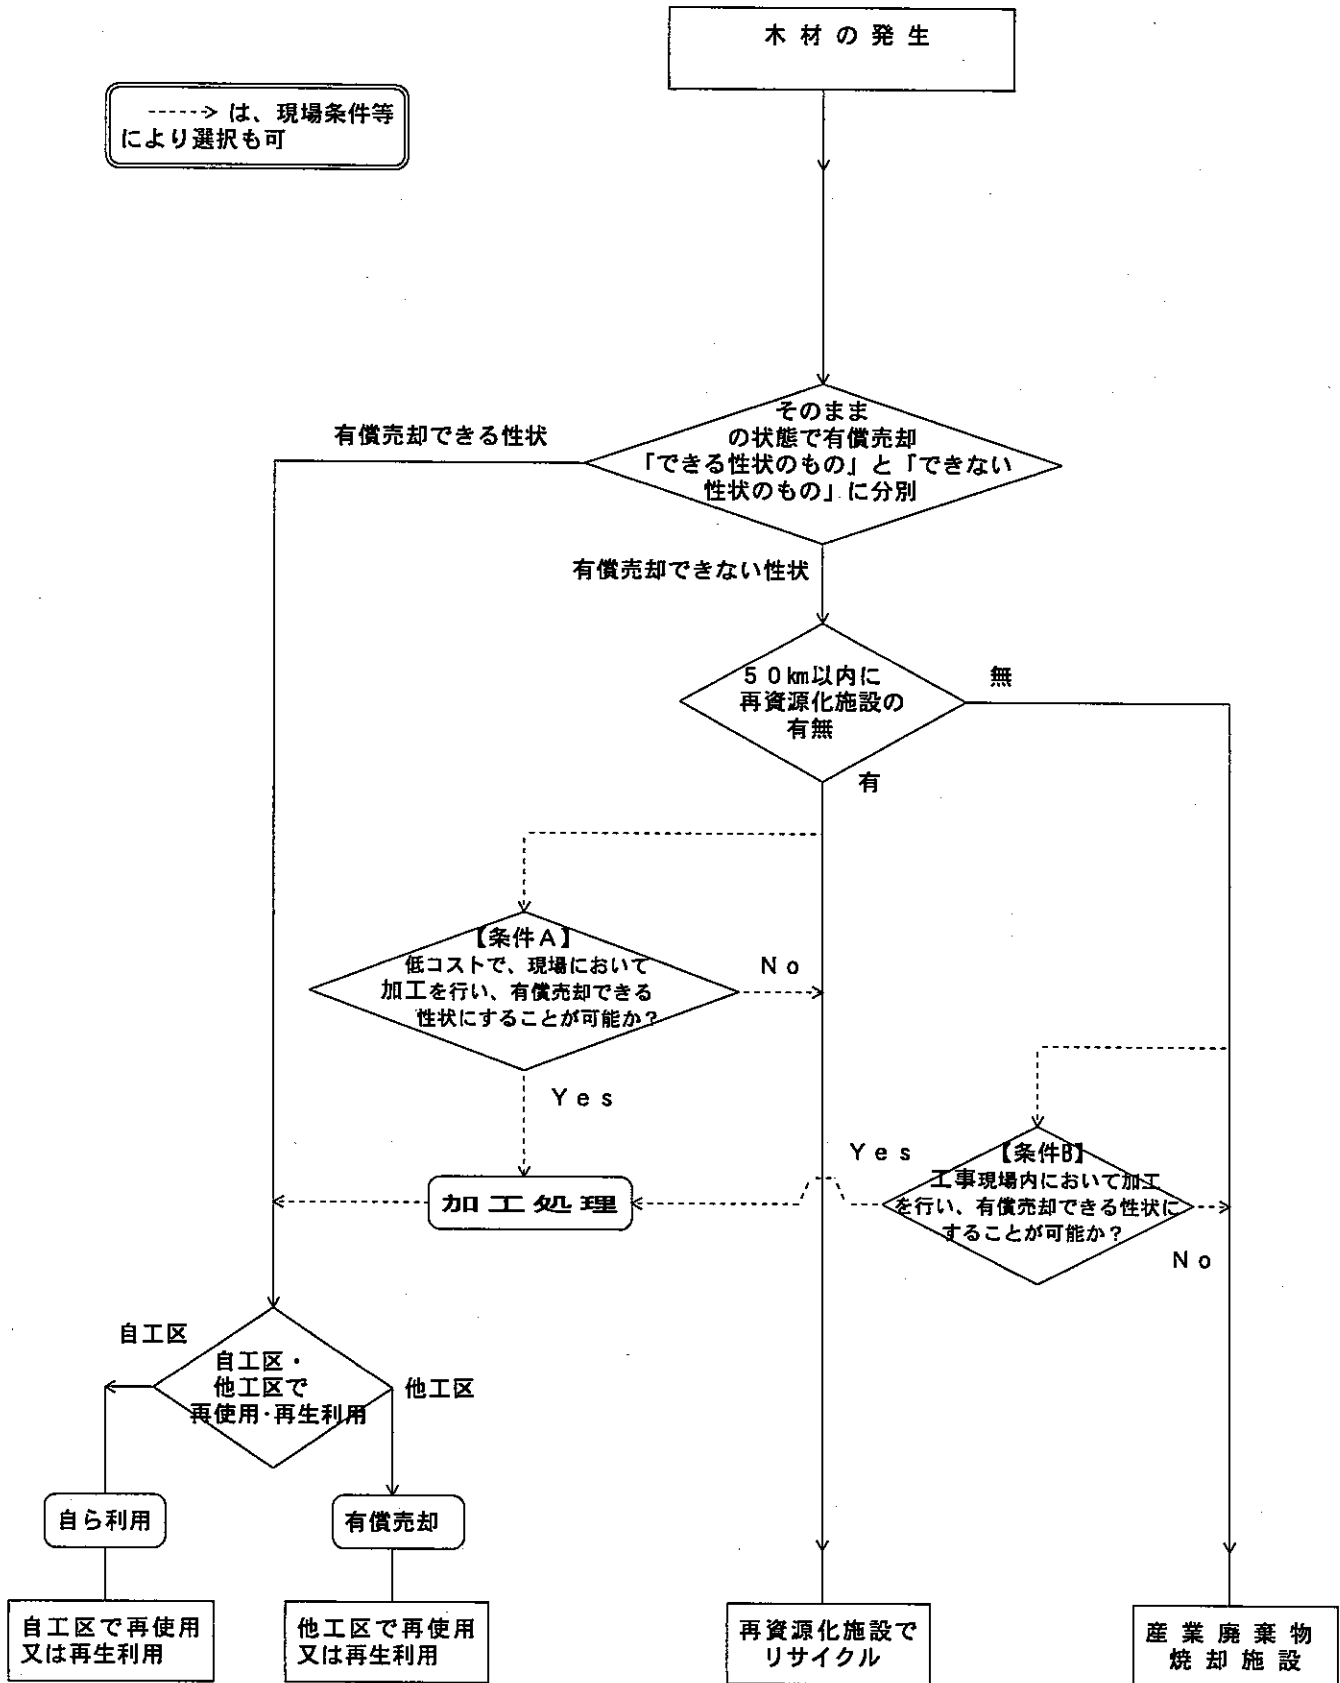 木材の発生
-----> は、現場条件等
により選択も可
そのまま
の状態で有償売却
「できる性状のもの」と「できない
性状のもの」に分別
有償売却できる性状
有償売却できない性状
５０㎞以内に
再資源化施設の
有無
無
有
【条件Ａ】
低コストで、現場において
加工を行い、有償売却できる
性状にすることが可能か？
Ｎｏ
Ｙｅｓ
【条件B】
工事現場内において加工
を行い、有償売却できる性状に
することが可能か？
Ｙｅｓ
Ｎｏ
加工処理
自工区
自工区・
他工区で
再使用・再生利用
他工区
自ら利用
有償売却
自工区で再使用
又は再生利用
他工区で再使用
又は再生利用
再資源化施設で
リサイクル
産業廃棄物
焼却施設